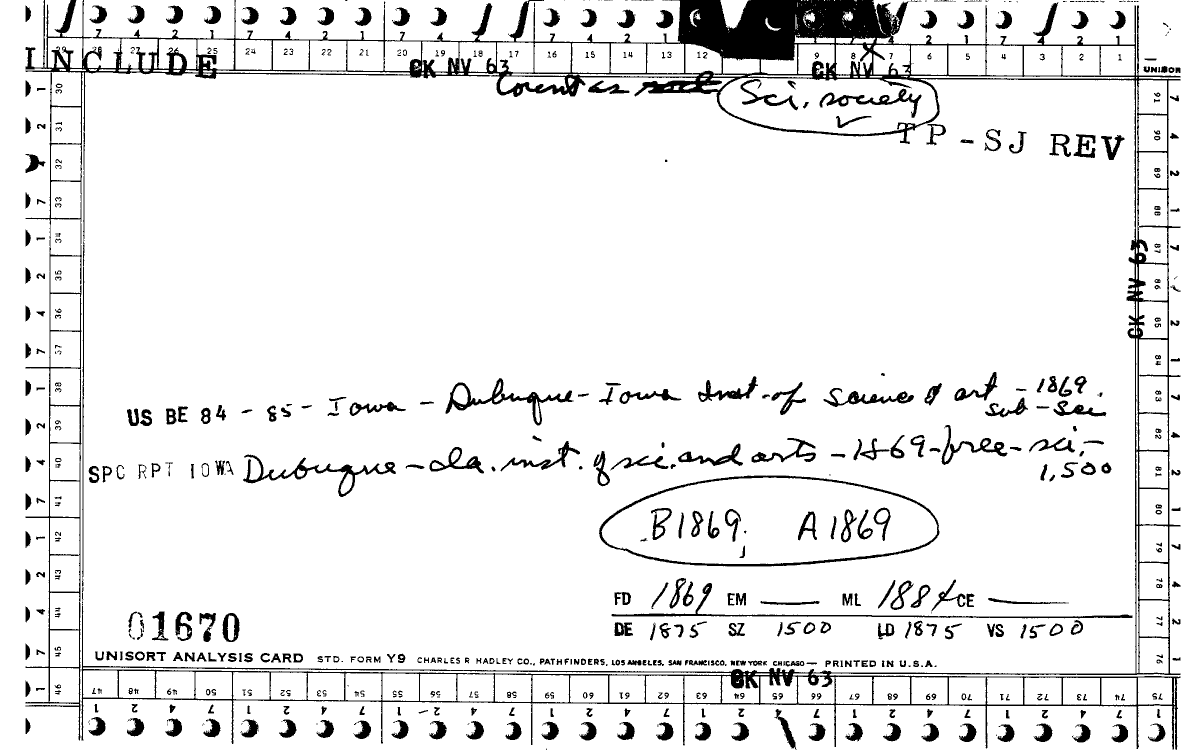 INCLUDE
CK NV 63
CK NV 63
UNISOR
Count as Sci. society ✓
TP-SJ REV
CK NV 63
US BE 84 - 85 - Iowa - Dubuque - Iowa Inst. of Science & art - 1869.
sub - sci
SPC RPT IOWA Dubuque - Ia. inst. of sci. and arts - 1869 - free - sci. -
1,500
B1869; A1869
FD 1869 EM — ML 1884 CE —
DE 1875 SZ 1500 LD 1875 VS 1500
01670
UNISORT ANALYSIS CARD STD. FORM Y9 CHARLES R HADLEY CO., PATHFINDERS, LOS ANGELES, SAN FRANCISCO, NEW YORK CHICAGO — PRINTED IN U.S.A.
CK NV 63